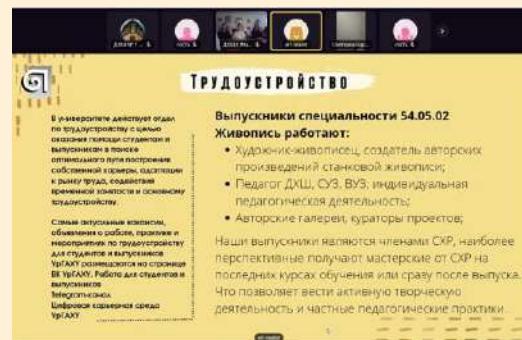 гость
гость
ТРУДОУСТРОЙСТВО
В университете действует отдел
по трудоустройству с целью
оказания помощи студентам и
выпускникам в поиске
оптимального пути построения
собственной карьеры, адаптации
к рынку труда, содействия
временной занятости и основному
трудоустройству.
Самые актуальные вакансии,
объявления о работе, практике и
мероприятиях по трудоустройству
для студентов и выпускников
УрГАХУ размещаются на странице
ВК УрГАХУ. Работа для студентов и
выпускников
Telegram-канал
Цифровая карьерная среда
УрГАХУ
Выпускники специальности 54.05.02
Живопись работают:
• Художник-живописец, создатель авторских
произведений станковой живописи;
• Педагог ДХШ, СУЗ, ВУЗ; индивидуальная
педагогическая деятельность;
• Авторские галереи, кураторы проектов;
Наши выпускники являются членами СХР, наиболее
перспективные получают мастерские от СХР на
последних курсах обучения или сразу после выпуска.
Что позволяет вести активную творческую
деятельность и частные педагогические практики.